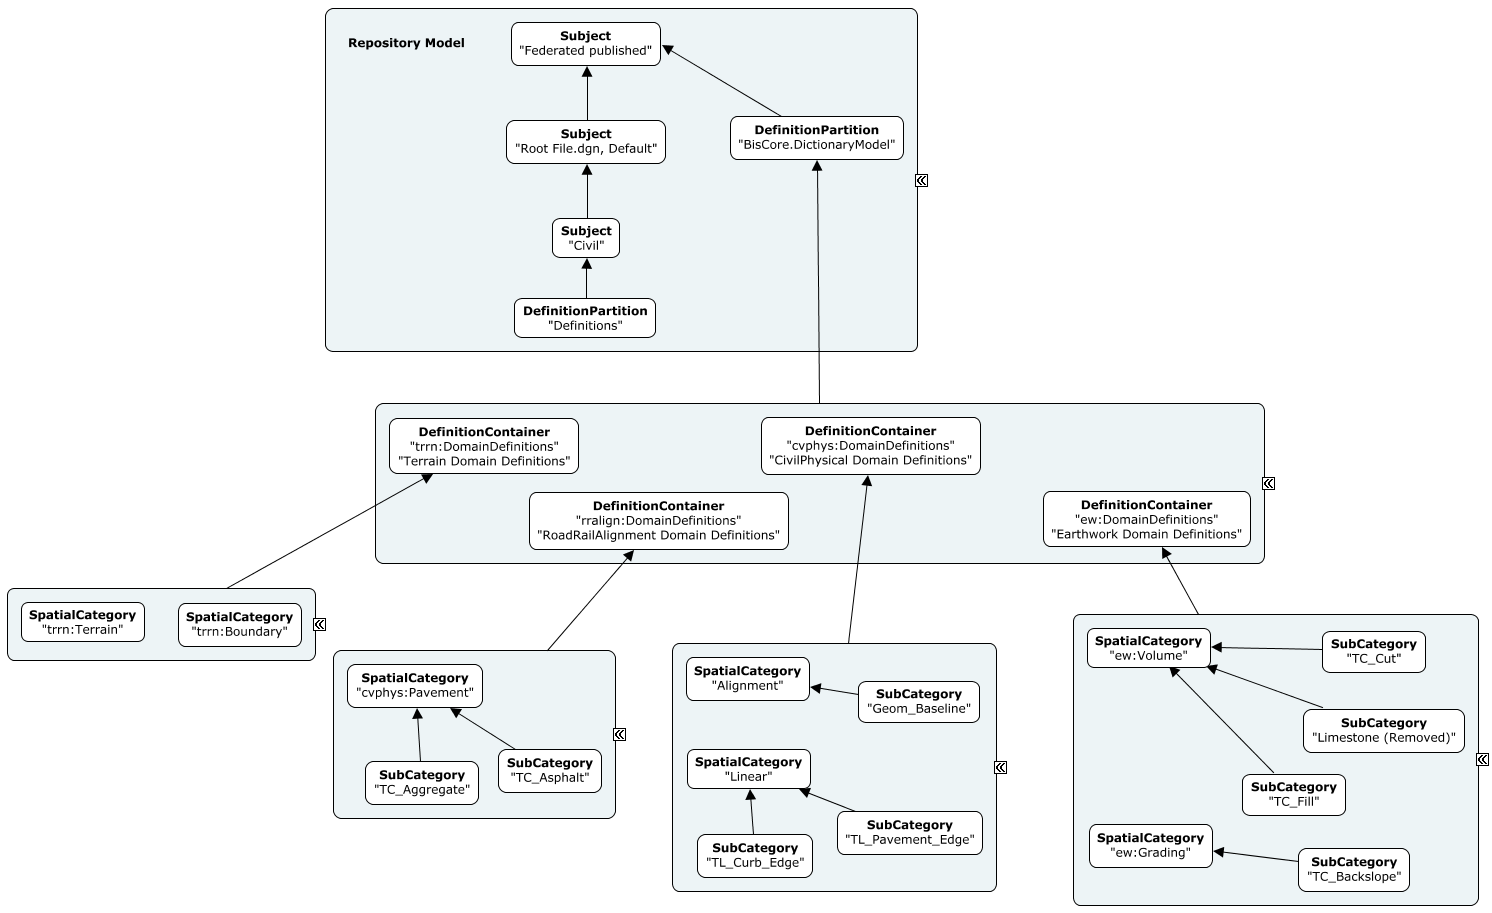 Repository Model
Subject
"Federated published"
Subject
"Root File.dgn, Default"
DefinitionPartition
"BisCore.DictionaryModel"
Subject
"Civil"
DefinitionPartition
"Definitions"
DefinitionContainer
"trrn:DomainDefinitions"
"Terrain Domain Definitions"
DefinitionContainer
"cvphys:DomainDefinitions"
"CivilPhysical Domain Definitions"
DefinitionContainer
"rralign:DomainDefinitions"
"RoadRailAlignment Domain Definitions"
DefinitionContainer
"ew:DomainDefinitions"
"Earthwork Domain Definitions"
SpatialCategory
"trrn:Terrain"
SpatialCategory
"trrn:Boundary"
SpatialCategory
"cvphys:Pavement"
SubCategory
"TC_Aggregate"
SubCategory
"TC_Asphalt"
SpatialCategory
"Alignment"
SubCategory
"Geom_Baseline"
SpatialCategory
"Linear"
SubCategory
"TL_Curb_Edge"
SubCategory
"TL_Pavement_Edge"
SpatialCategory
"ew:Volume"
SubCategory
"TC_Cut"
SubCategory
"Limestone (Removed)"
SubCategory
"TC_Fill"
SpatialCategory
"ew:Grading"
SubCategory
"TC_Backslope"